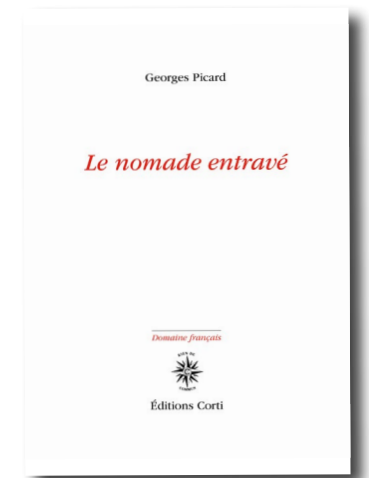 Georges Picard
Le nomade entravé
Domaine français
Éditions Corti